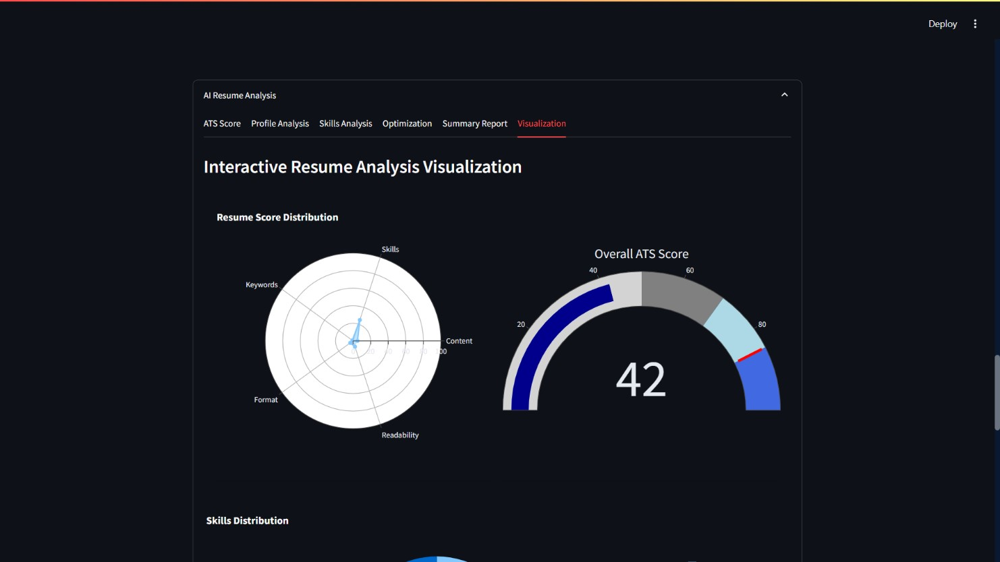 Deploy
AI Resume Analysis
ATS Score Profile Analysis Skills Analysis Optimization Summary Report Visualization
Interactive Resume Analysis Visualization
Resume Score Distribution
Skills
Keywords
Content
0 20 40 60 80 100
Format
Readability
Overall ATS Score
40 60
20 80
42
Skills Distribution